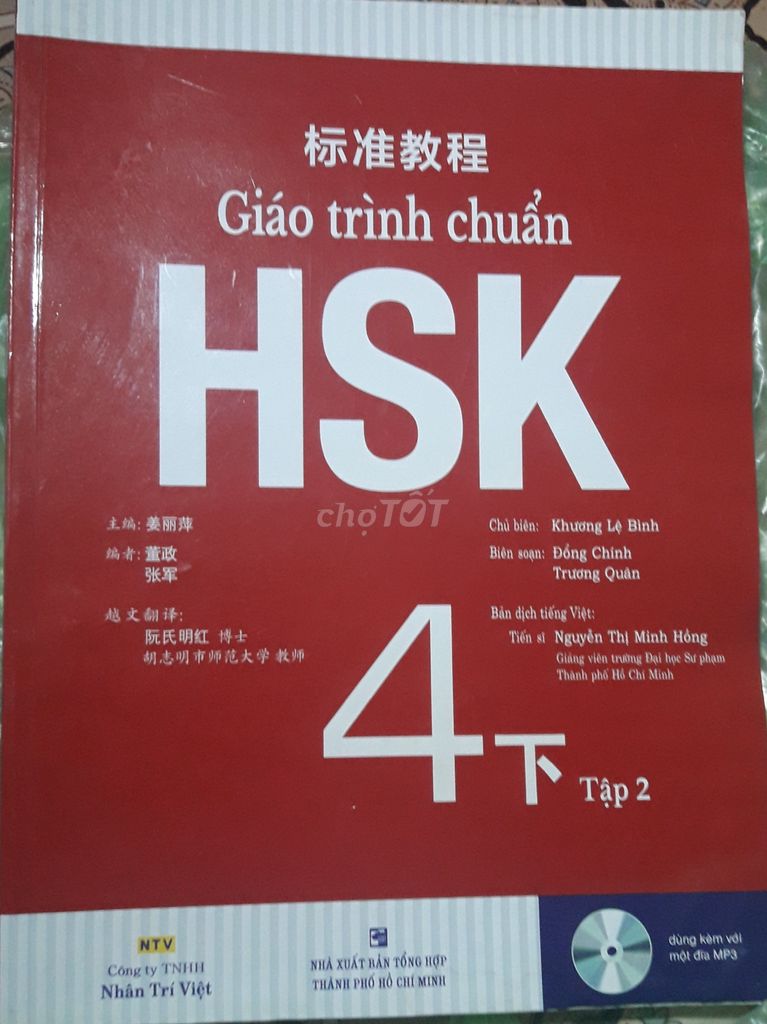 标准教程
Giáo trình chuẩn
HSK
主编: 姜丽萍
编者: 董政
张军
越文翻译:
阮氏明红 博士
胡志明市师范大学 教师
Chủ biên: Khương Lệ Bình
Biên soạn: Đổng Chính
Trương Quân
Bản dịch tiếng Việt:
Tiến sĩ Nguyễn Thị Minh Hồng
Giảng viên trường Đại học Sư phạm
Thành phố Hồ Chí Minh
chợTỐT
4下 Tập 2
NTV
Công ty TNHH
Nhân Trí Việt
NHÀ XUẤT BẢN TỔNG HỢP
THÀNH PHỐ HỒ CHÍ MINH
dùng kèm với
một đĩa MP3